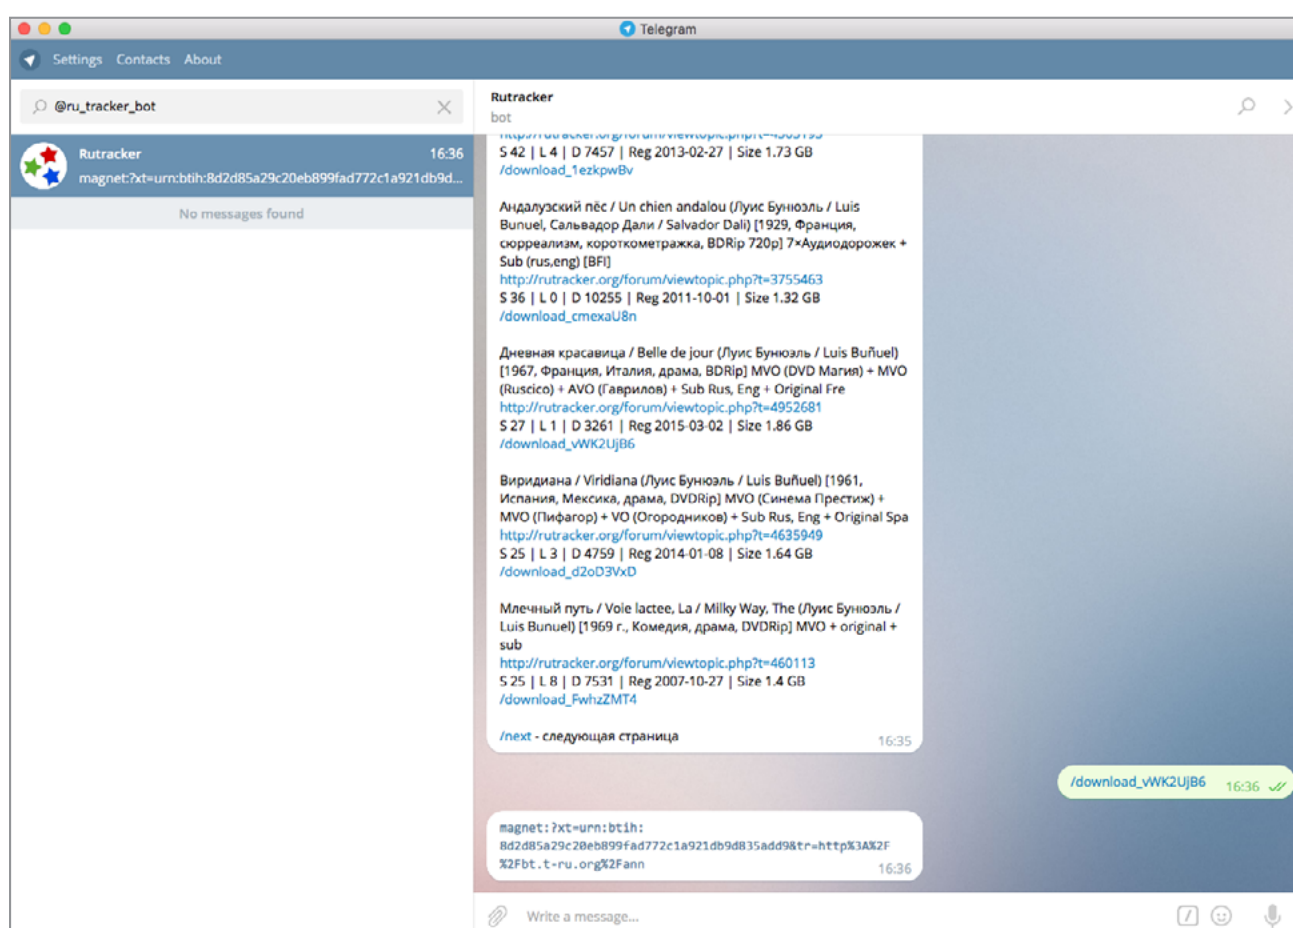 Telegram
Settings Contacts About
@ru_tracker_bot
Rutracker
bot
Rutracker 16:36
magnet:?xt=urn:btih:8d2d85a29c20eb899fad772c1a921db9d...
No messages found
S 42 | L 4 | D 7457 | Reg 2013-02-27 | Size 1.73 GB
/download_1ezkpwBv
Андалузский пёс / Un chien andalou (Луис Бунюэль / Luis
Bunuel, Сальвадор Дали / Salvador Dali) [1929, Франция,
сюрреализм, короткометражка, BDRip 720p] 7×Аудиодорожек +
Sub (rus,eng) [BFI]
http://rutracker.org/forum/viewtopic.php?t=3755463
S 36 | L 0 | D 10255 | Reg 2011-10-01 | Size 1.32 GB
/download_cmexaU8n
Дневная красавица / Belle de jour (Луис Бунюэль / Luis Buñuel)
[1967, Франция, Италия, драма, BDRip] MVO (DVD Магия) + MVO
(Ruscico) + AVO (Гаврилов) + Sub Rus, Eng + Original Fre
http://rutracker.org/forum/viewtopic.php?t=4952681
S 27 | L 1 | D 3261 | Reg 2015-03-02 | Size 1.86 GB
/download_vWK2UjB6
Виридиана / Viridiana (Луис Бунюэль / Luis Buñuel) [1961,
Испания, Мексика, драма, DVDRip] MVO (Синема Престиж) +
MVO (Пифагор) + VO (Огородников) + Sub Rus, Eng + Original Spa
http://rutracker.org/forum/viewtopic.php?t=4635949
S 25 | L 3 | D 4759 | Reg 2014-01-08 | Size 1.64 GB
/download_d2oD3VxD
Млечный путь / Voie lactee, La / Milky Way, The (Луис Бунюэль /
Luis Bunuel) [1969 г., Комедия, драма, DVDRip] MVO + original +
sub
http://rutracker.org/forum/viewtopic.php?t=460113
S 25 | L 8 | D 7531 | Reg 2007-10-27 | Size 1.4 GB
/download_FwhzZMT4
/next - следующая страница
16:35
/download_vWK2UjB6 16:36
magnet:?xt=urn:btih:
8d2d85a29c20eb899fad772c1a921db9d835add9&tr=http%3A%2F
%2Fbt.t-ru.org%2Fann
16:36
Write a message...